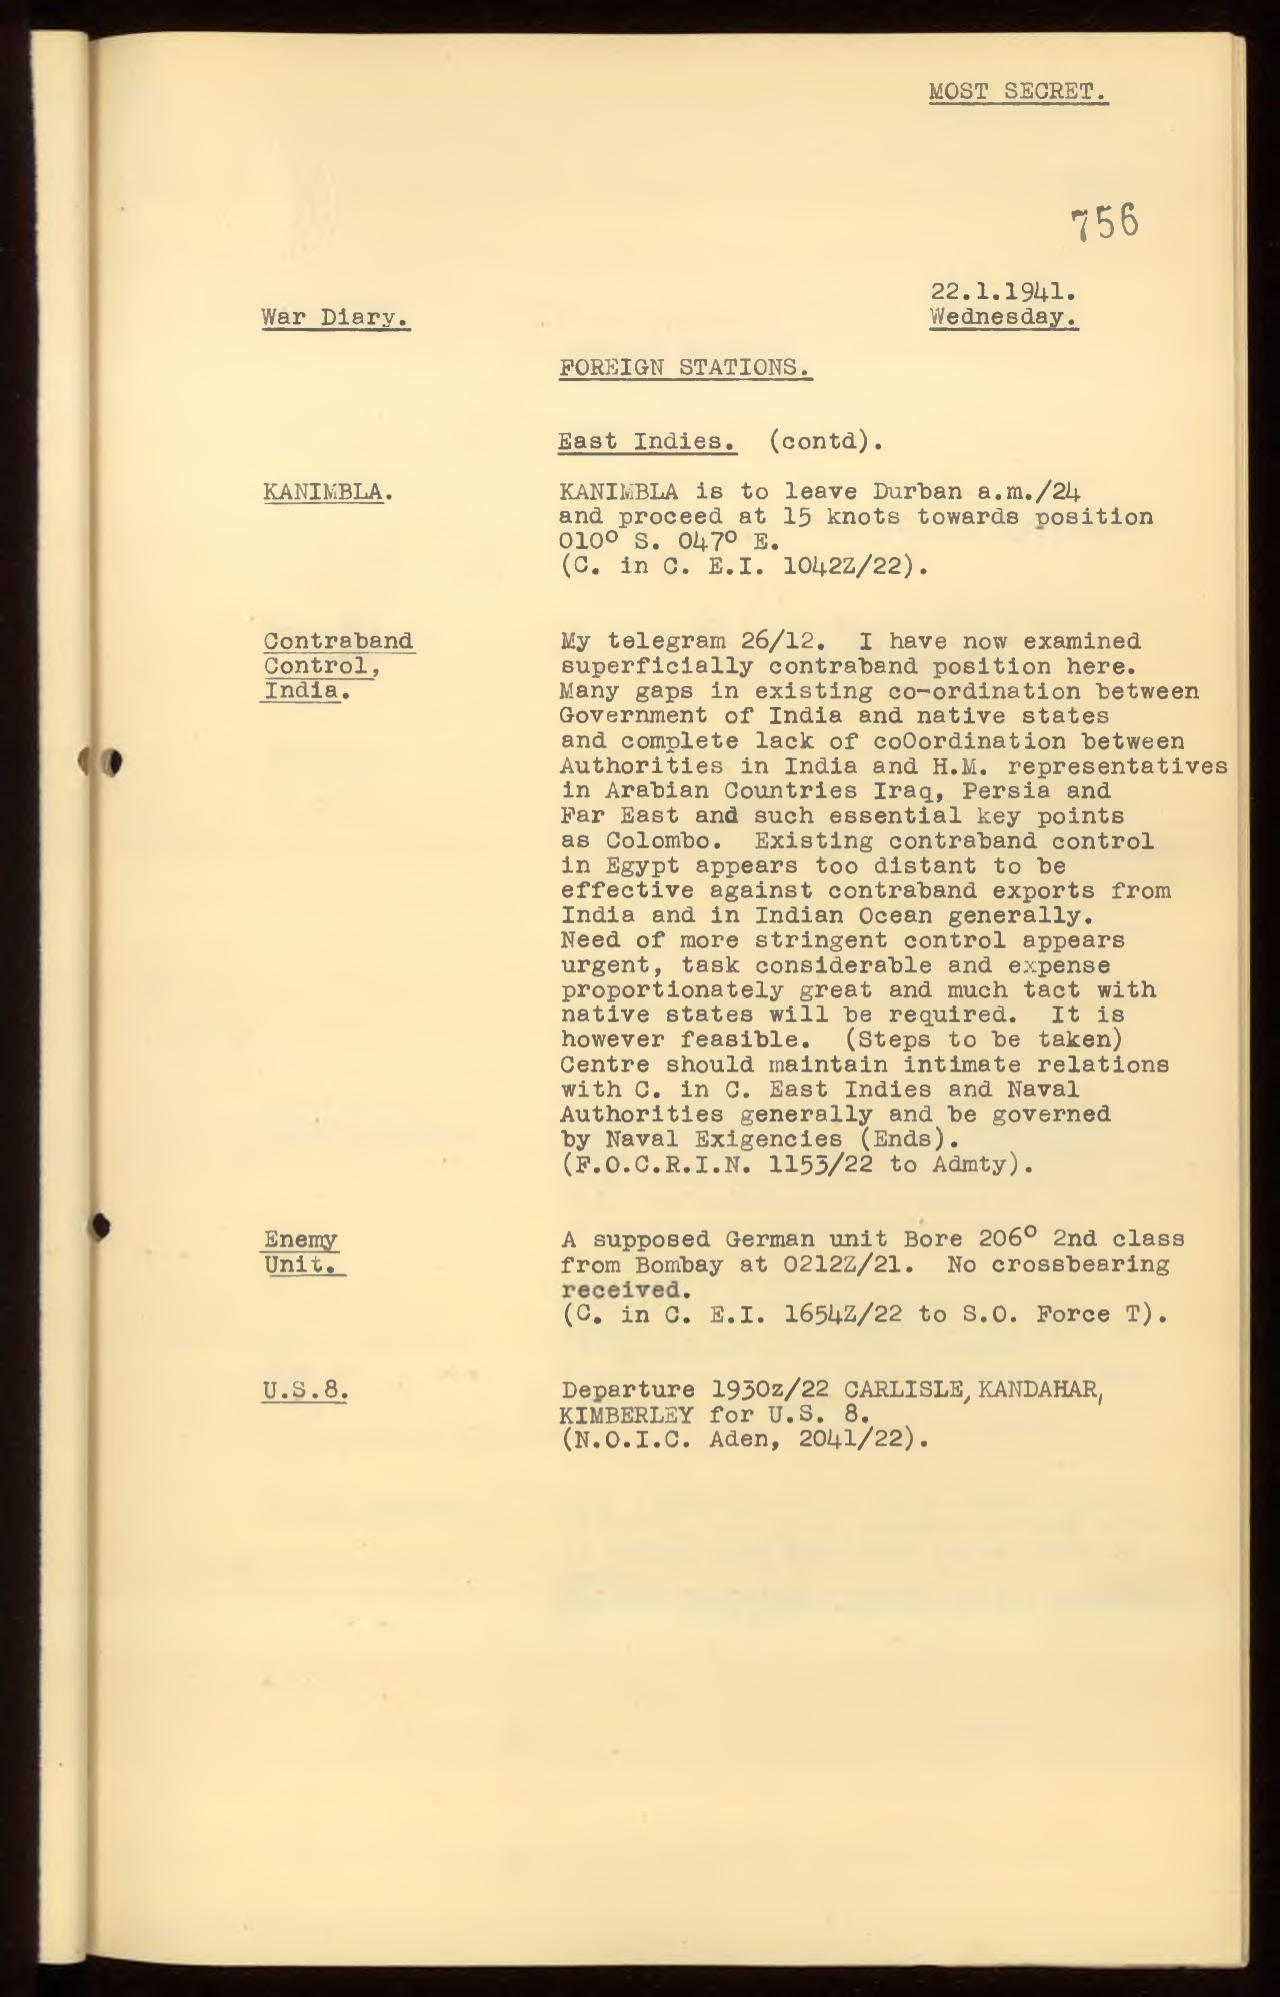 MOST SECRET.
756
22.1.1941.
War Diary.
Wednesday.
FOREIGN STATIONS.
East Indies. (contd).
KANIMBLA.
KANIMBLA is to leave Durban a.m./24
and proceed at 15 knots towards position
010° S. 047° E.
(C. in C. E.I. 1042Z/22).
Contraband
Control,
India.
My telegram 26/12. I have now examined
superficially contraband position here.
Many gaps in existing co-ordination between
Government of India and native states
and complete lack of coOordination between
Authorities in India and H.M. representatives
in Arabian Countries Iraq, Persia and
Far East and such essential key points
as Colombo. Existing contraband control
in Egypt appears too distant to be
effective against contraband exports from
India and in Indian Ocean generally.
Need of more stringent control appears
urgent, task considerable and expense
proportionately great and much tact with
native states will be required. It is
however feasible. (Steps to be taken)
Centre should maintain intimate relations
with C. in C. East Indies and Naval
Authorities generally and be governed
by Naval Exigencies (Ends).
(F.O.C.R.I.N. 1153/22 to Admty).
Enemy
Unit.
A supposed German unit Bore 206° 2nd class
from Bombay at 0212Z/21. No crossbearing
received.
(C. in C. E.I. 1654Z/22 to S.O. Force T).
U.S.8.
Departure 1930z/22 CARLISLE, KANDAHAR,
KIMBERLEY for U.S. 8.
(N.O.I.C. Aden, 2041/22).